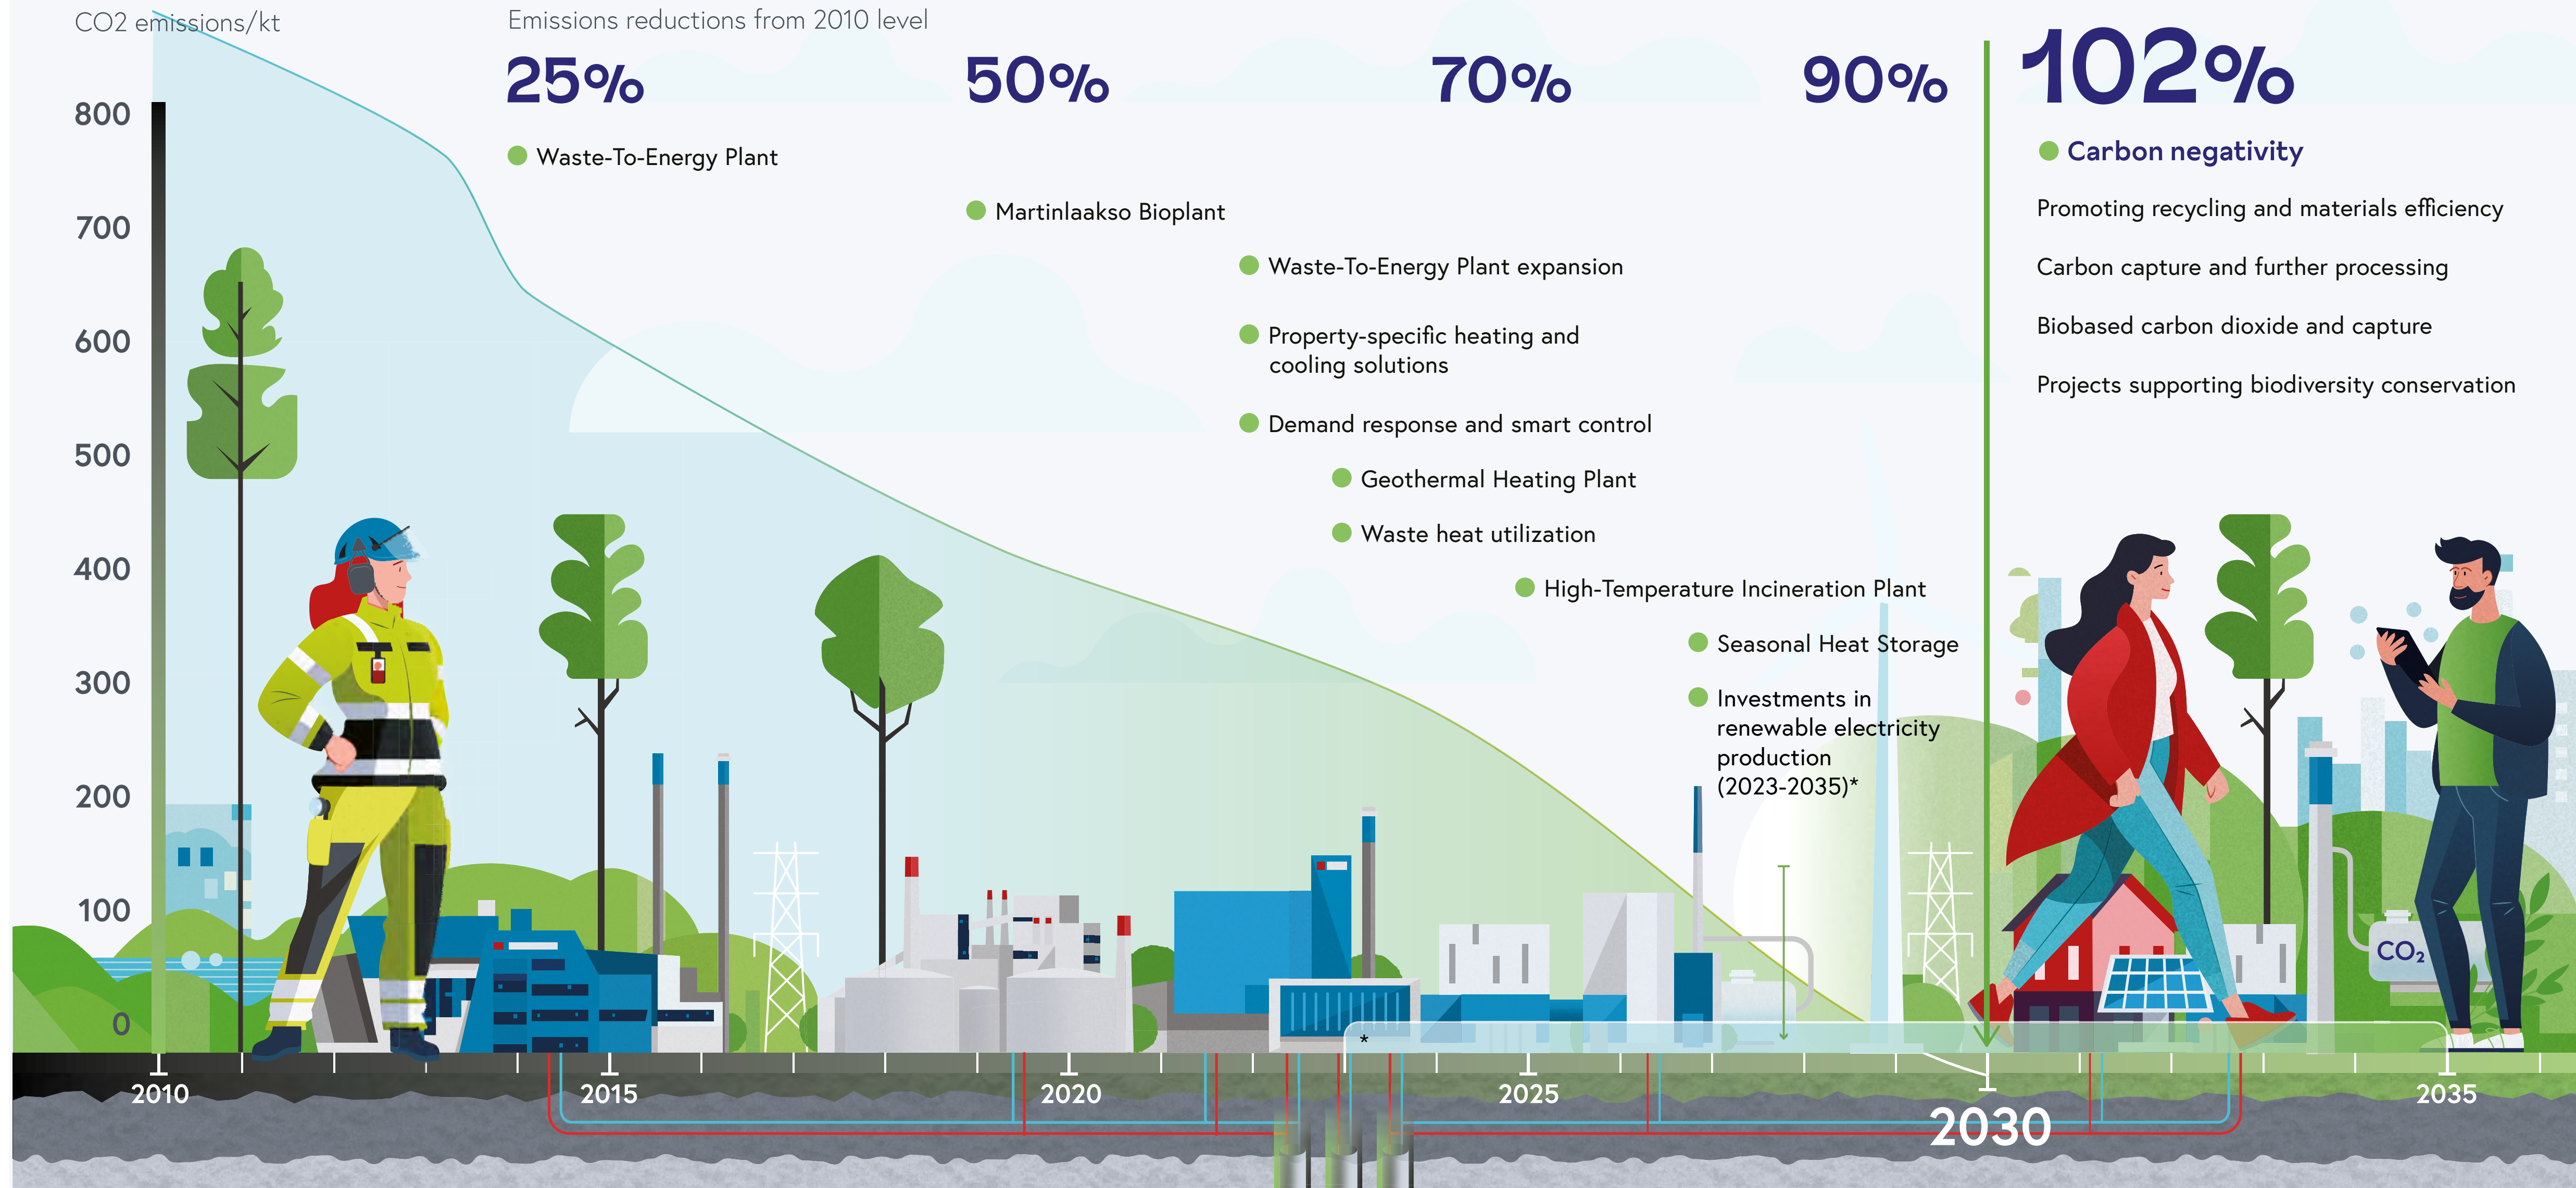 CO2 emissions/kt
Emissions reductions from 2010 level
25%
50%
70%
90%
102%
800
700
600
500
400
300
200
100
0
Waste-To-Energy Plant
Martinlaakso Bioplant
Waste-To-Energy Plant expansion
Property-specific heating and
cooling solutions
Demand response and smart control
Geothermal Heating Plant
Waste heat utilization
High-Temperature Incineration Plant
Seasonal Heat Storage
Investments in
renewable electricity
production
(2023-2035)*
Carbon negativity
Promoting recycling and materials efficiency
Carbon capture and further processing
Biobased carbon dioxide and capture
Projects supporting biodiversity conservation
CO₂
*
2010
2015
2020
2025
2030
2035